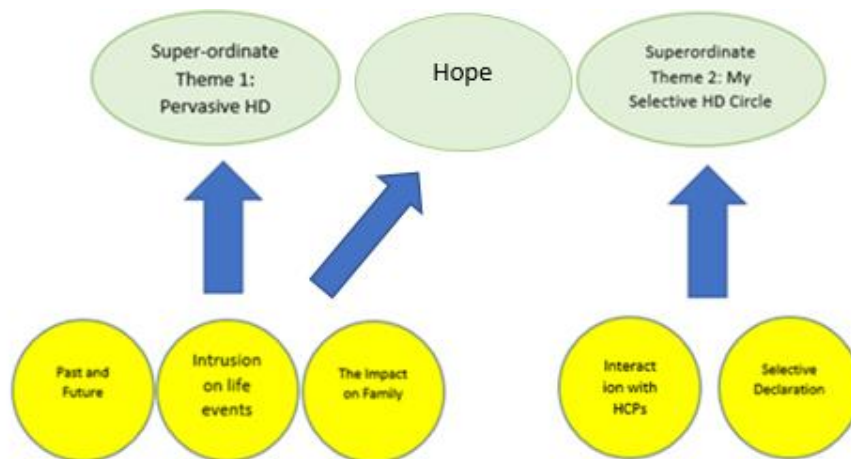 Super-ordinate
Theme 1:
Pervasive HD
Hope
Superordinate
Theme 2: My
Selective HD Circle
Past and
Future
Intrusion
on life
events
The Impact
on Family
Interact
ion with
HCPs
Selective
Declaration